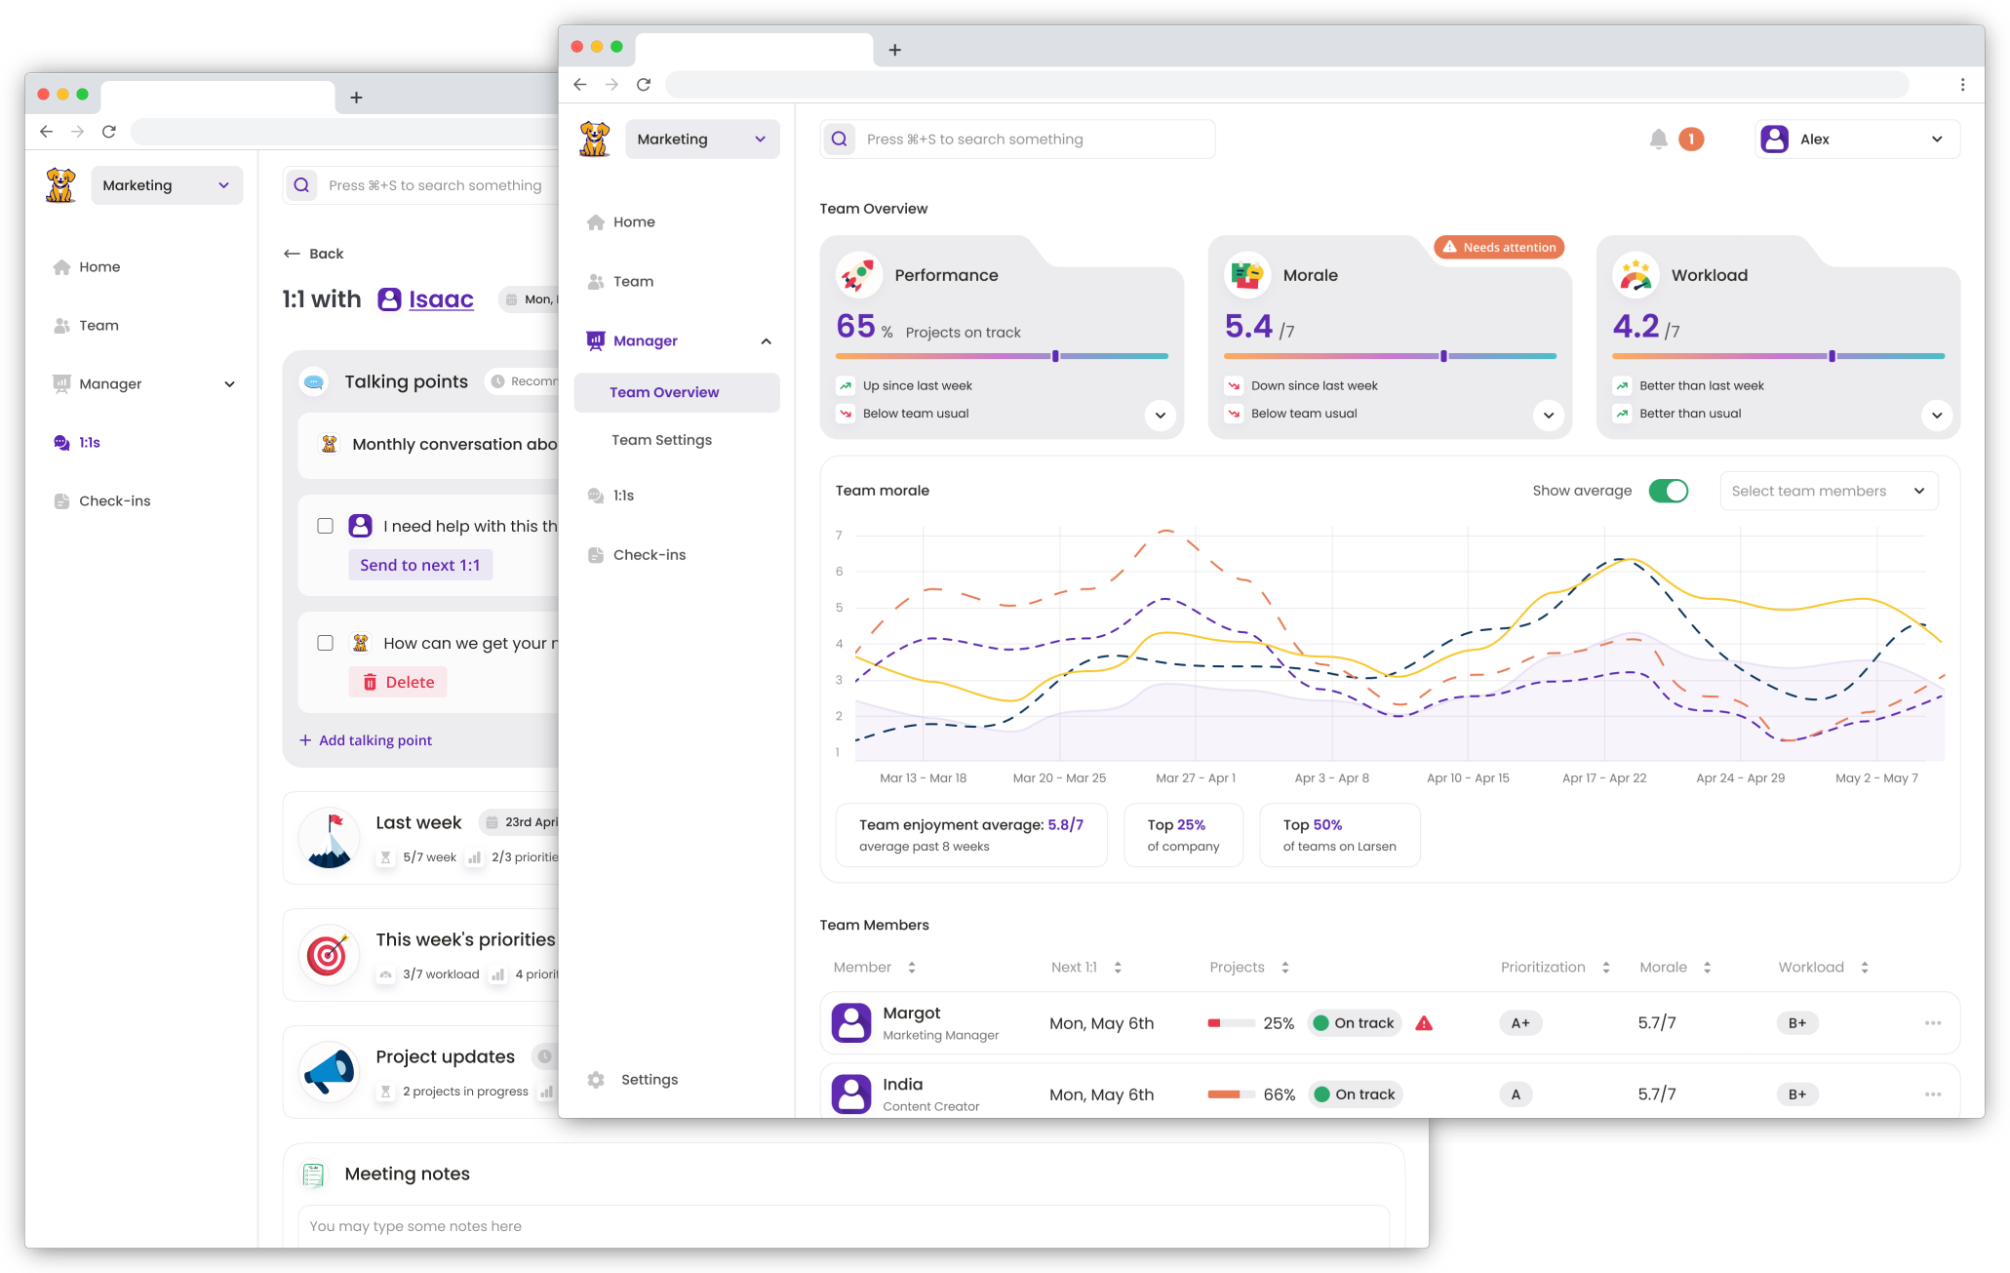 Marketing
Press ⌘+S to search something
Home
Team
Manager
1:1s
Check-ins
Back
1:1 with Isaac
Mon,
Talking points
Monthly conversation abo
I need help with this th
Send to next 1:1
How can we get your
Delete
+ Add talking point
Last week
23rd Apri
5/7 week
2/3 prioritie
This week's priorities
3/7 workload
4 priorit
Project updates
2 projects in progress
Meeting notes
You may type some notes here
Marketing
Press ⌘+S to search something
1
Alex
Home
Team
Manager
Team Overview
Team Settings
1:1s
Check-ins
Settings
Team Overview
Performance
65 % Projects on track
Up since last week
Below team usual
Needs attention
Morale
5.4 /7
Down since last week
Below team usual
Workload
4.2 /7
Better than last week
Better than usual
Team morale
Show average
Select team members
7
6
5
4
3
2
1
Mar 13 - Mar 18
Mar 20 - Mar 25
Mar 27 - Apr 1
Apr 3 - Apr 8
Apr 10 - Apr 15
Apr 17 - Apr 22
Apr 24 - Apr 29
May 2 - May 7
Team enjoyment average: 5.8/7
average past 8 weeks
Top 25%
of company
Top 50%
of teams on Larsen
Team Members
Member Next 1:1 Projects Prioritization Morale Workload
Margot
Marketing Manager
Mon, May 6th
25%
On track
A+
5.7/7
B+
India
Content Creator
Mon, May 6th
66%
On track
A
5.7/7
B+